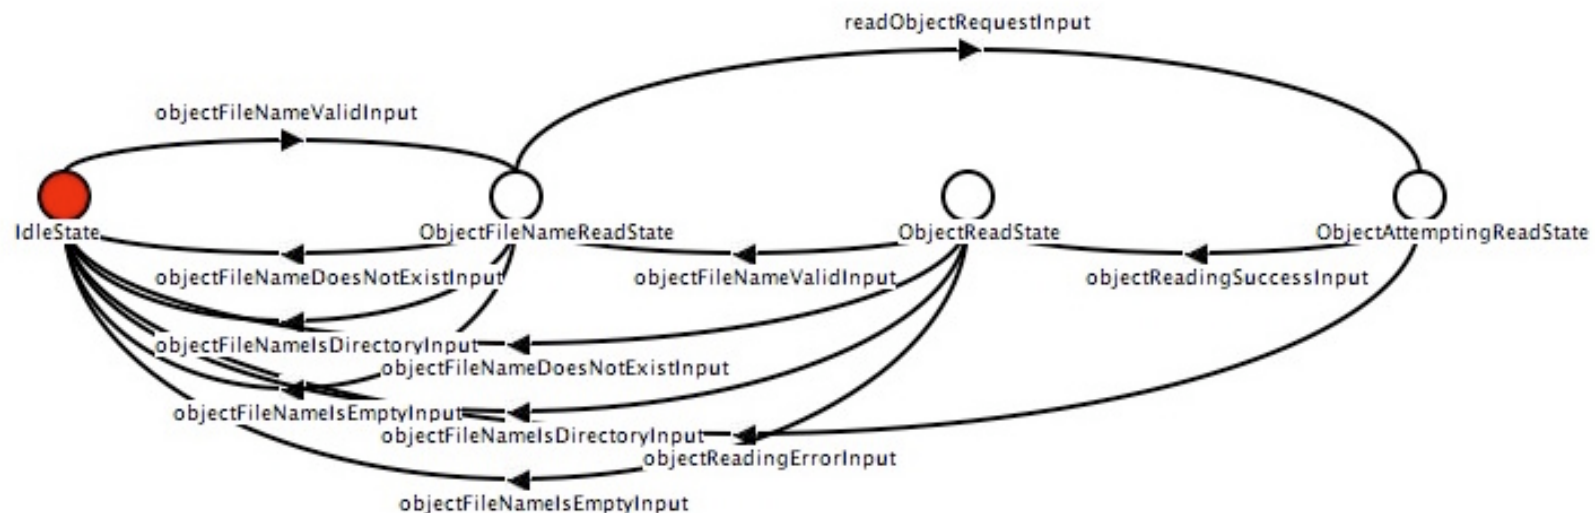 readObjectRequestInput
objectFileNameValidInput
IdleState
ObjectFileNameReadState
ObjectReadState
ObjectAttemptingReadState
objectFileNameDoesNotExistInput
objectFileNameValidInput
objectReadingSuccessInput
objectFileNameIsDirectoryInput
objectFileNameDoesNotExistInput
objectFileNameIsEmptyInput
objectFileNameIsDirectoryInput
objectReadingErrorInput
objectFileNameIsEmptyInput